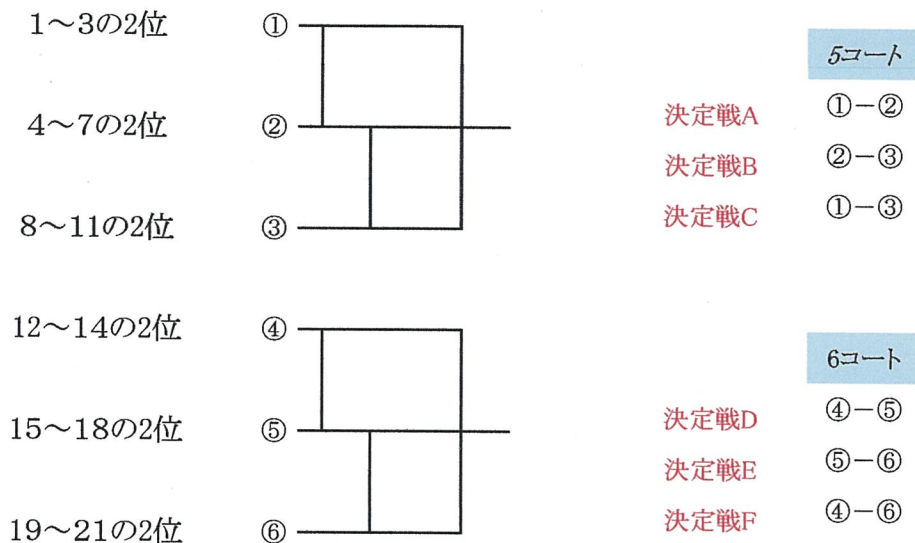 1～3の2位 ①
5コート
4～7の2位 ② 決定戦A ①－②
決定戦B ②－③
8～11の2位 ③ 決定戦C ①－③
12～14の2位 ④
6コート
15～18の2位 ⑤ 決定戦D ④－⑤
決定戦E ⑤－⑥
19～21の2位 ⑥ 決定戦F ④－⑥